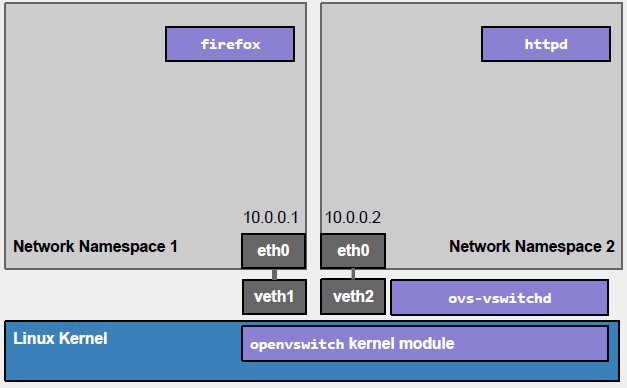 firefox
httpd
10.0.0.1
10.0.0.2
Network Namespace 1
eth0
eth0
Network Namespace 2
veth1
veth2
ovs-vswitchd
Linux Kernel
openvswitch kernel module